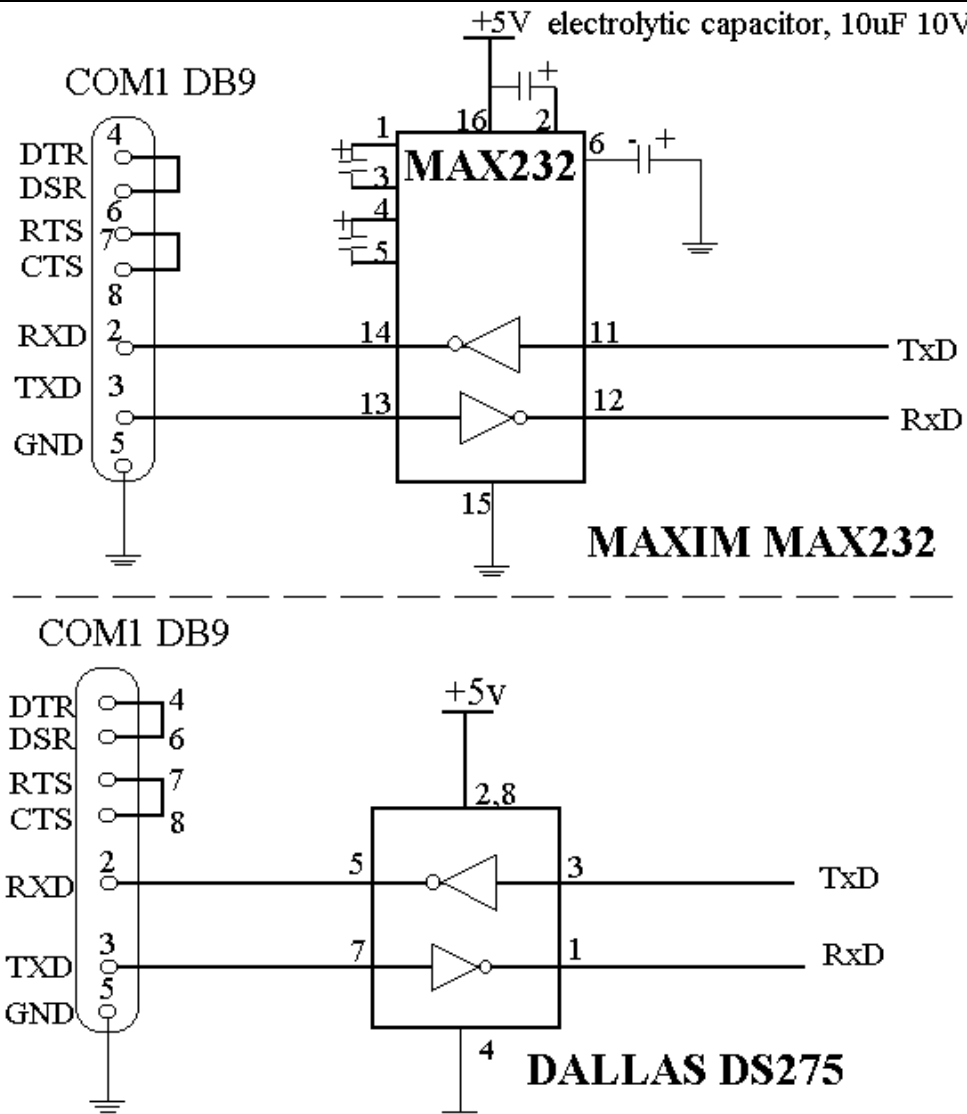 +5V electrolytic capacitor, 10uF 10V
COM1 DB9
16 + 2
4
DTR
DSR
6
RTS
7
CTS
8
RXD 2
TXD 3
GND 5
1
+
3
4
+
5
MAX232
6 - +
14
11
TxD
13
12
RxD
15
MAXIM MAX232
COM1 DB9
DTR 4
DSR 6
RTS 7
CTS 8
RXD 2
TXD 3
GND 5
+5v
2,8
5
3
TxD
7
1
RxD
4
DALLAS DS275